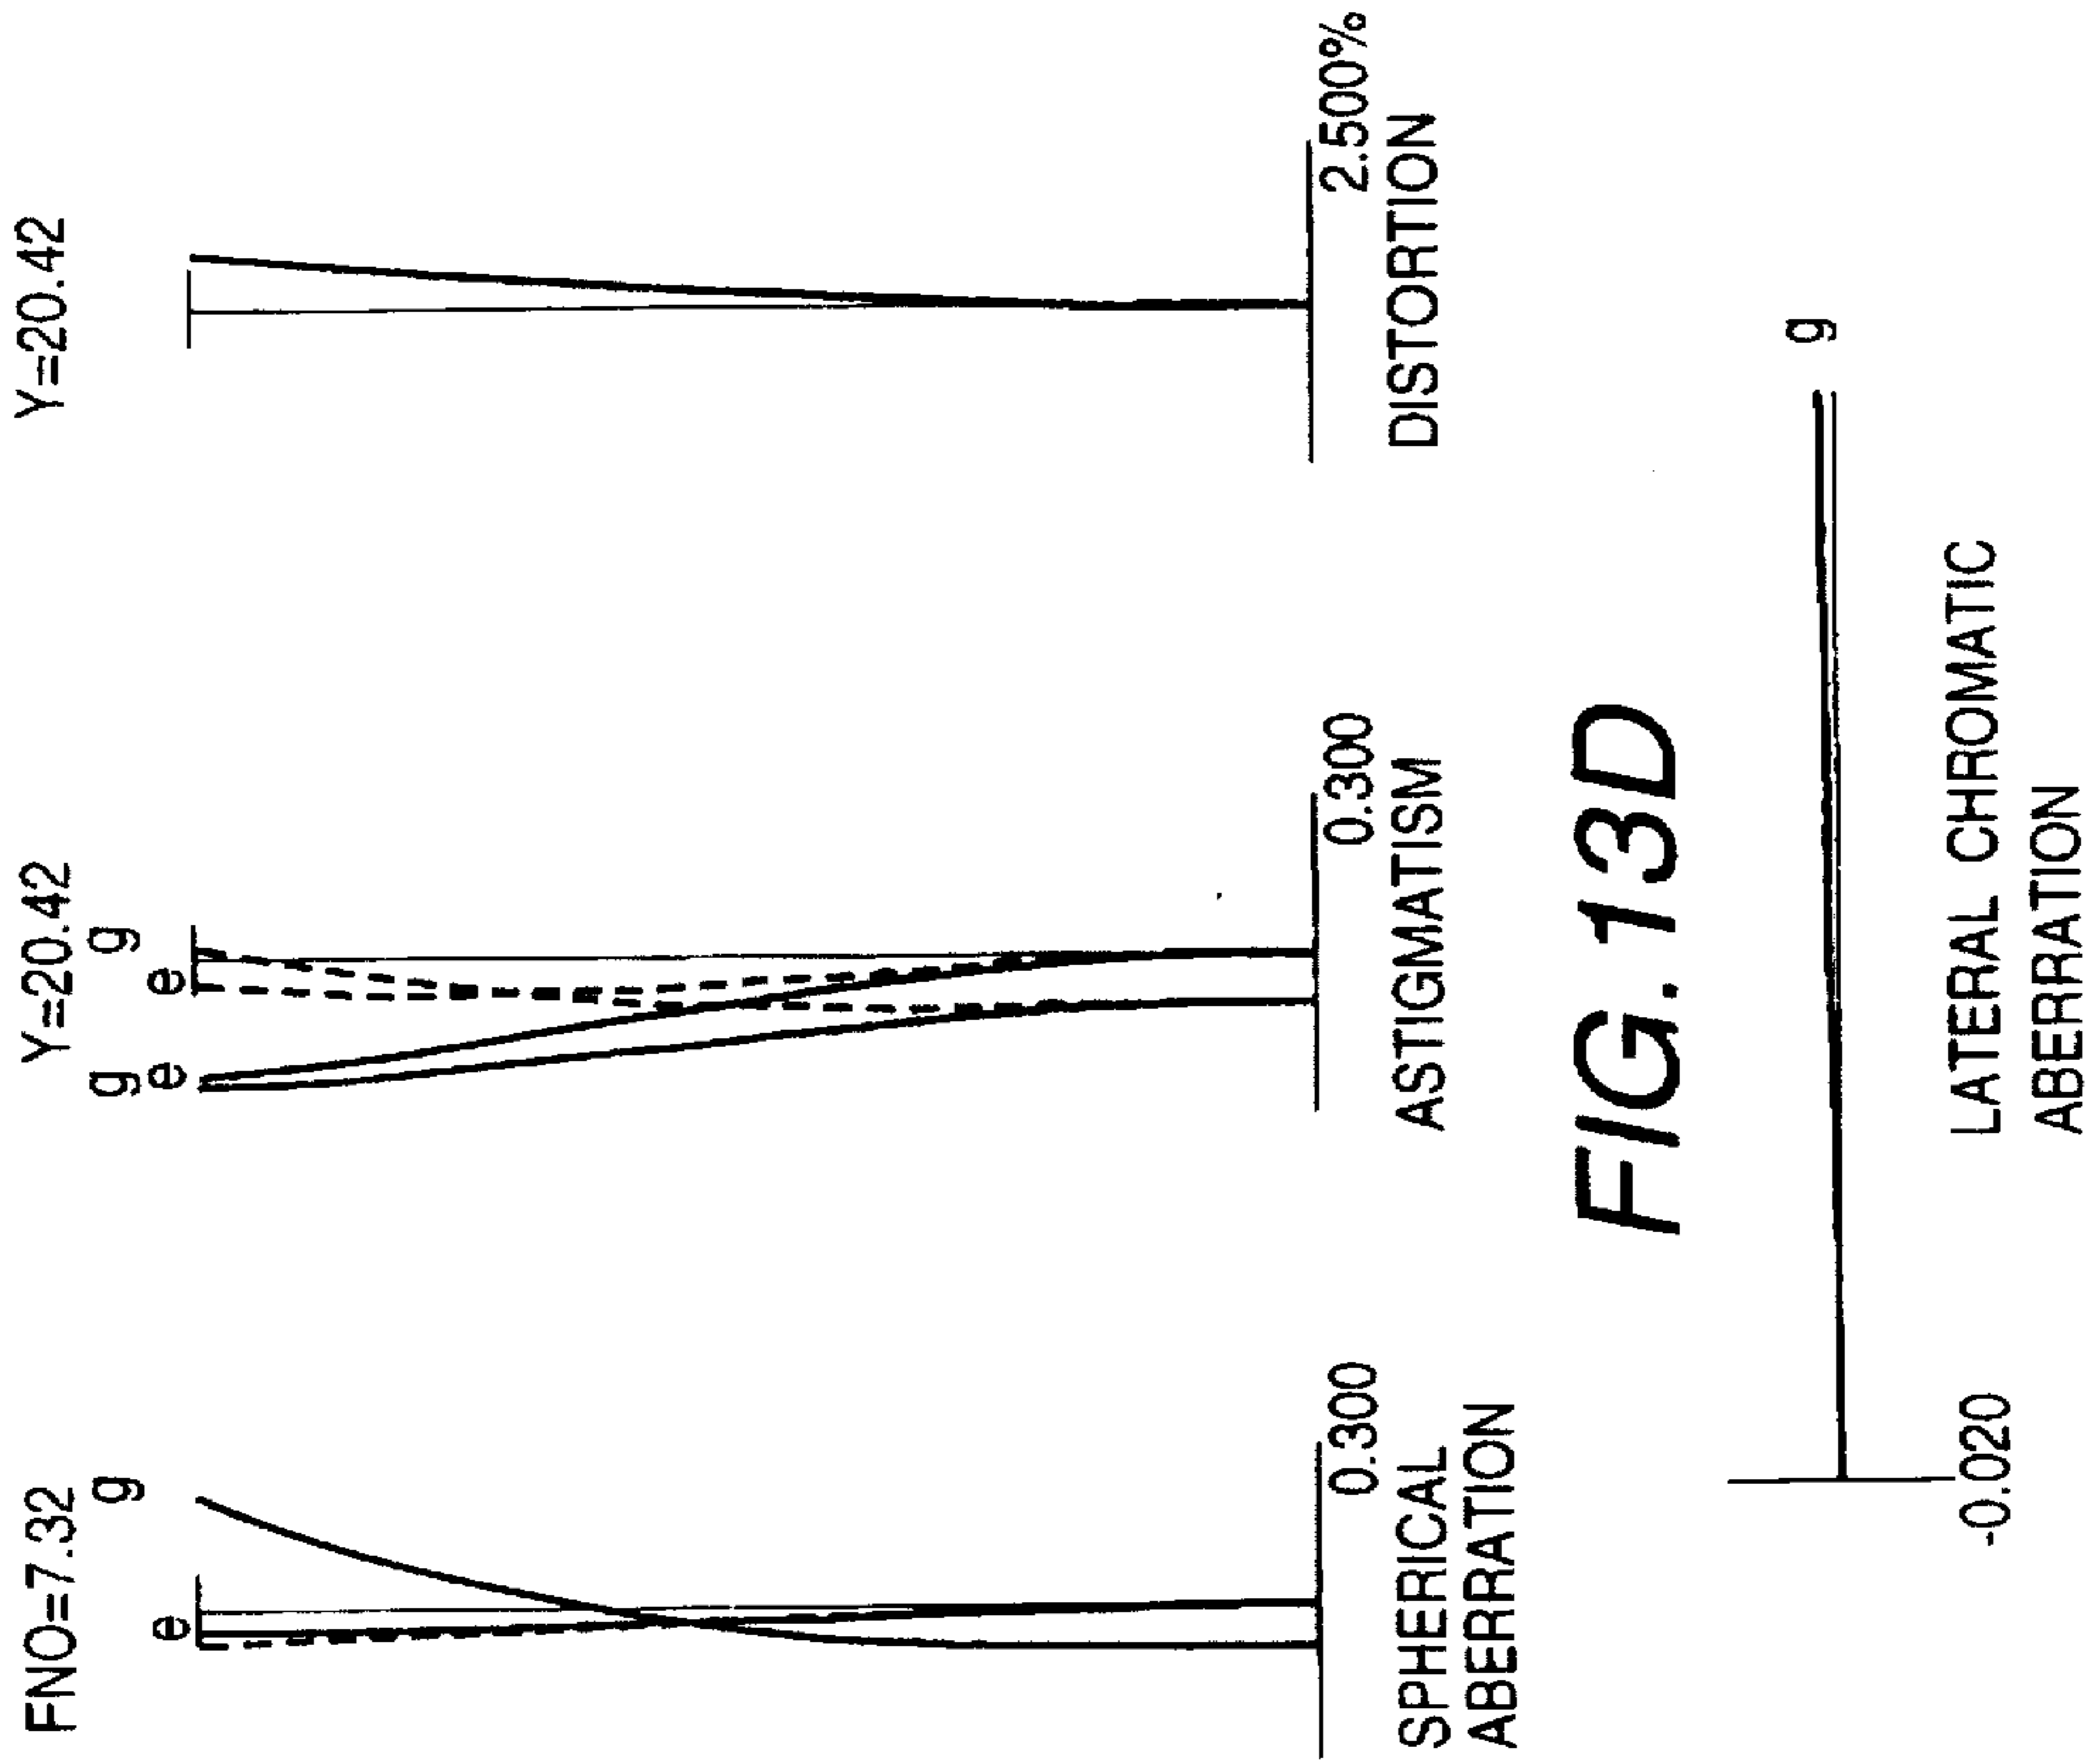 FNO=7.32
g
e
0.300
SPHERICAL
ABERRATION
Y=20.42
g g
e e
0.300
ASTIGMATISM
Y=20.42
2.500%
DISTORTION
FIG. 13D
g
-0.020
LATERAL CHROMATIC
ABERRATION